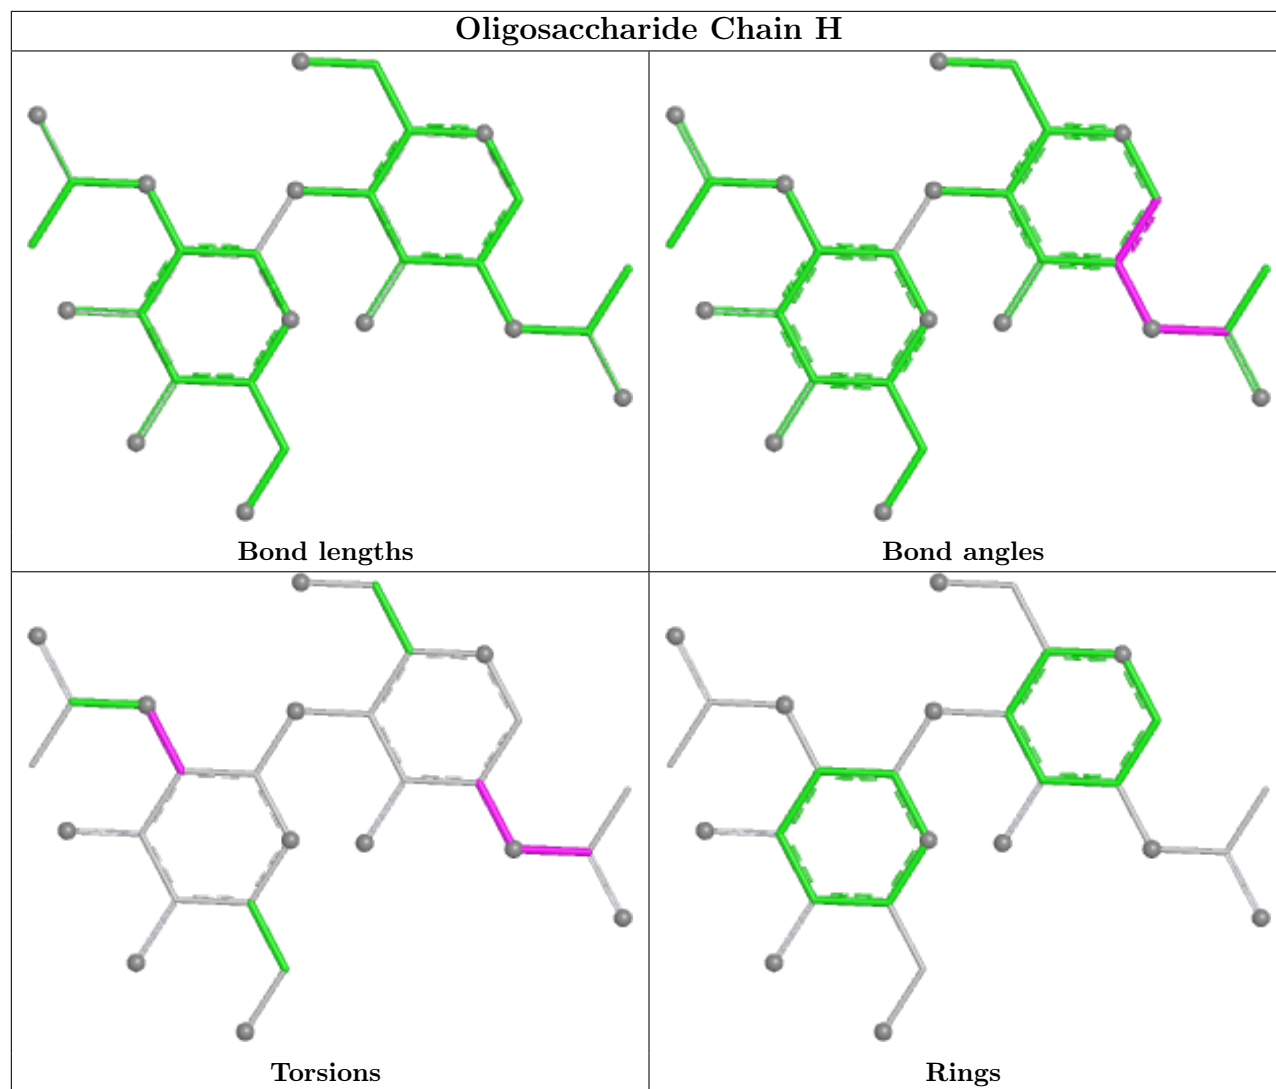 Oligosaccharide Chain H
Bond lengths
Bond angles
Torsions
Rings